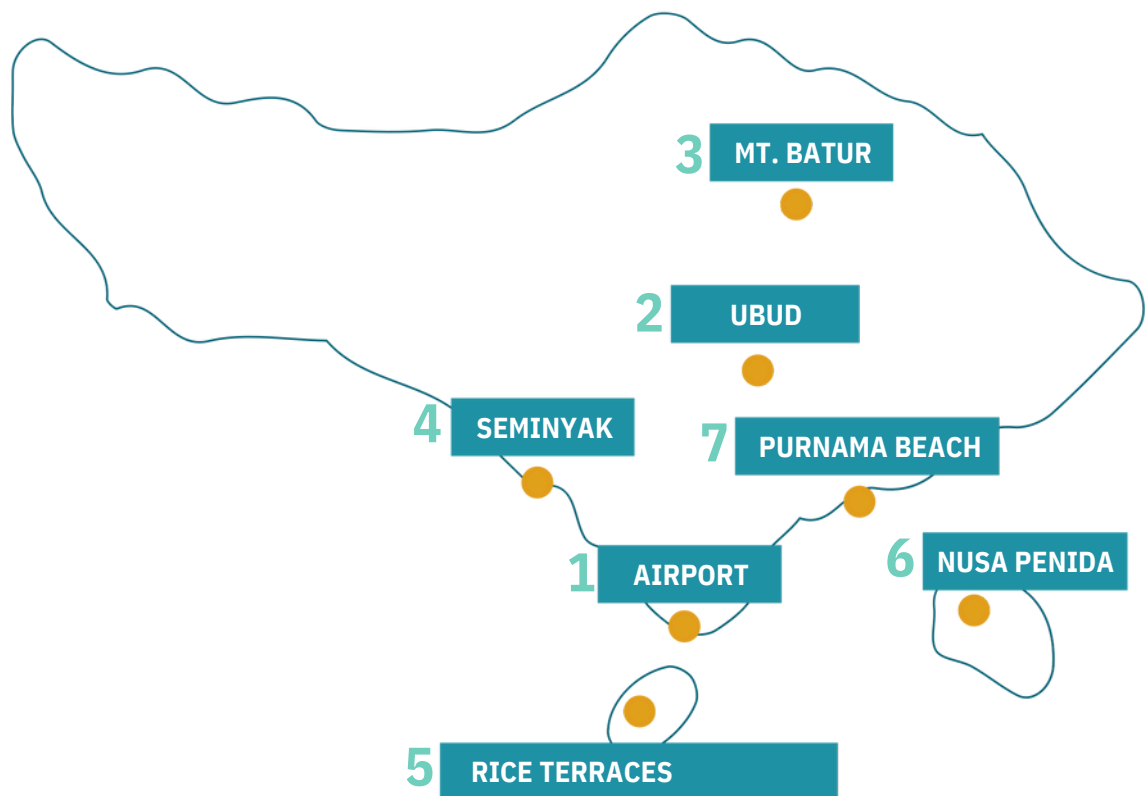 3 MT. BATUR
2 UBUD
4 SEMINYAK
7 PURNAMA BEACH
1 AIRPORT
6 NUSA PENIDA
5 RICE TERRACES